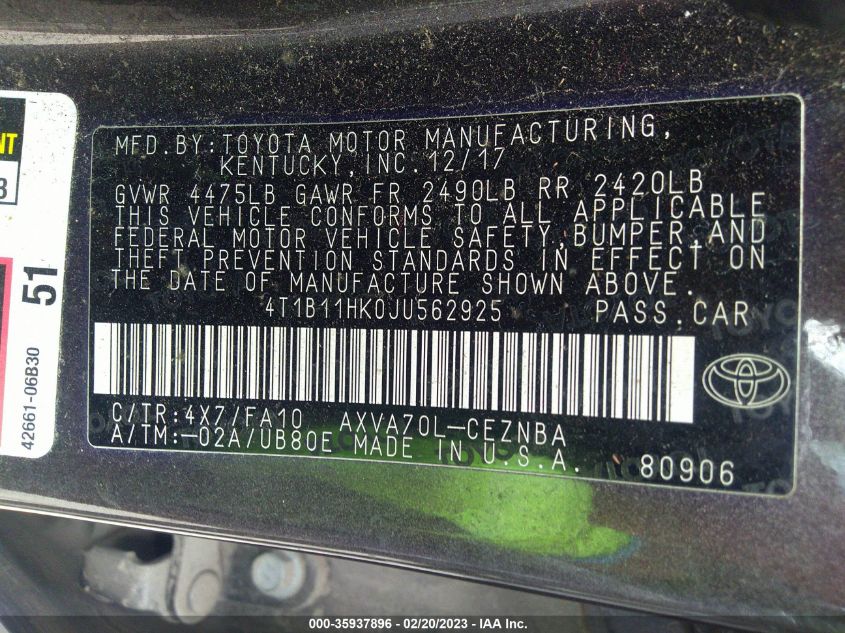 NT
3
51
42661-06B30
MFD.BY:TOYOTA MOTOR MANUFACTURING,
KENTUCKY,INC.12/17
GVWR 4475LB GAWR FR 2490LB RR 2420LB
THIS VEHICLE CONFORMS TO ALL APPLICABLE
FEDERAL MOTOR VEHICLE SAFETY,BUMPER,AND
THEFT PREVENTION STANDARDS IN EFFECT ON
THE DATE OF MANUFACTURE SHOWN ABOVE.
4T1B11HK0JU562925 PASS.CAR
C/TR:4X7/FA10 AXVA70L-CEZNBA
A/TM:-02A/UB80E MADE IN U.S.A. 80906
000-35937896 - 02/20/2023 - IAA Inc.